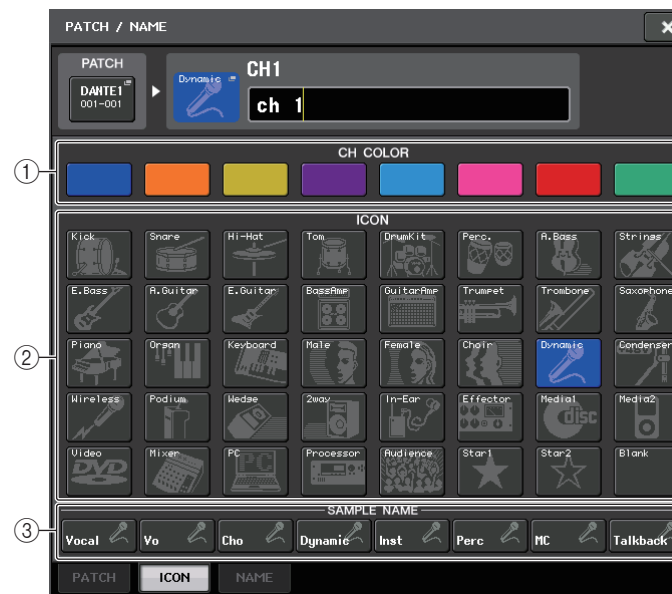 PATCH / NAME
PATCH
DANTE1
001-001
Dynamic
CH1
ch 1
1
CH COLOR
ICON
Kick Snare Hi-Hat Tom DrumKit Perc. A.Bass Strings
E.Bass A.Guitar E.Guitar BassAmp GuitarAmp Trumpet Trombone Saxophone
2
Piano Organ Keyboard Male Female Choir Dynamic Condenser
Wireless Podium Wedge 2way In-Ear Effector Media1 Media2
disc
Video Mixer PC Processor Audience Star1 Star2 Blank
DVD PC
SAMPLE NAME
3
Vocal Vo Cho Dynamic Inst Perc MC Talkback
PATCH ICON NAME